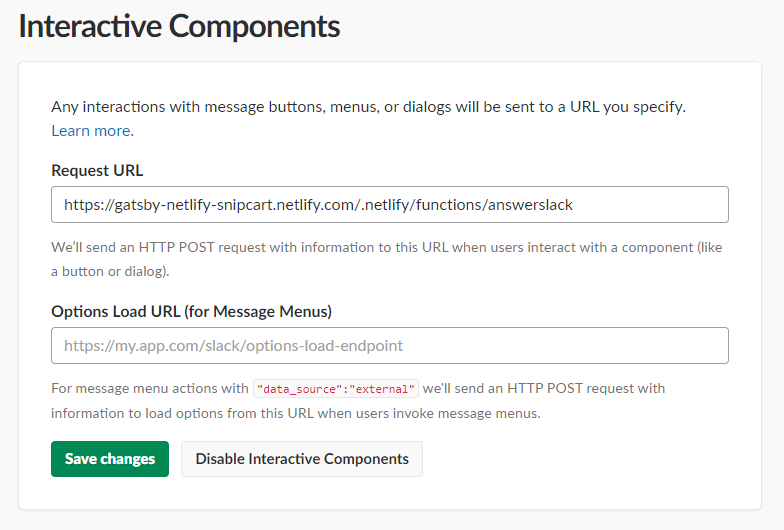 Interactive Components
Any interactions with message buttons, menus, or dialogs will be sent to a URL you specify.
Learn more.
Request URL
https://gatsby-netlify-snipcart.netlify.com/.netlify/functions/answerslack
We'll send an HTTP POST request with information to this URL when users interact with a component (like
a button or dialog).
Options Load URL (for Message Menus)
https://my.app.com/slack/options-load-endpoint
For message menu actions with "data_source":"external" we'll send an HTTP POST request with
information to load options from this URL when users invoke message menus.
Save changes
Disable Interactive Components